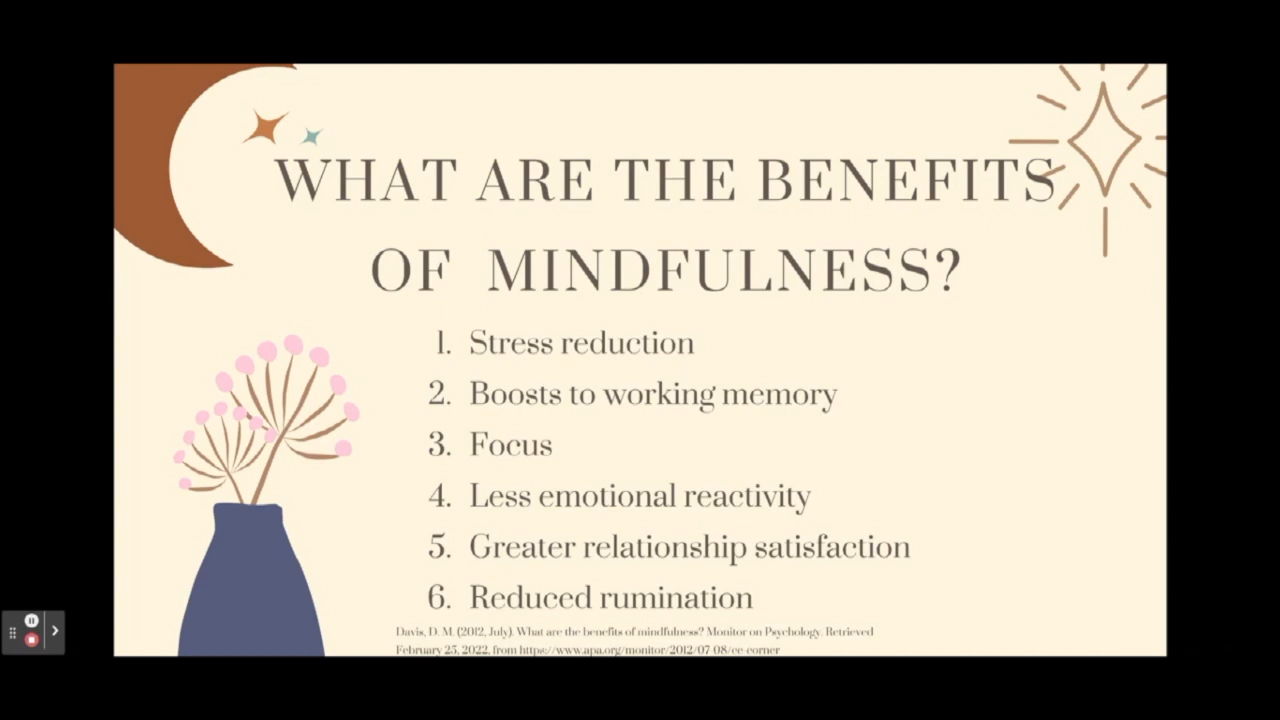 WHAT ARE THE BENEFITS
OF MINDFULNESS?
1. Stress reduction
2. Boosts to working memory
3. Focus
4. Less emotional reactivity
5. Greater relationship satisfaction
6. Reduced rumination
Davis, D. M. (2012, July). What are the benefits of mindfulness? Monitor on Psychology. Retrieved
February 25, 2022, from https://www.apa.org/monitor/2012/07-08/ce-corner